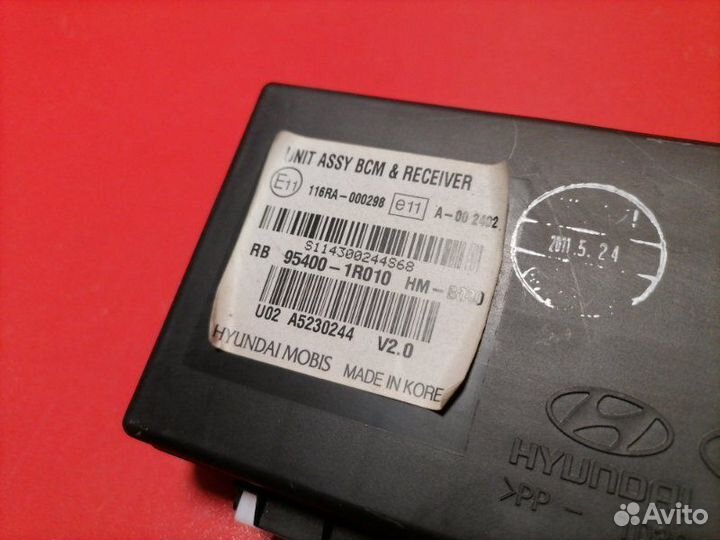 UNIT ASSY BCM & RECEIVER
E11 116RA-000298 e11 A-00 2402
S114300244S68
RB 95400-1R010
U02 A5230244 V2.0
HYUNDAI MOBIS MADE IN KORE
2011.5.24
HYUNDAI
>PP -
Avito